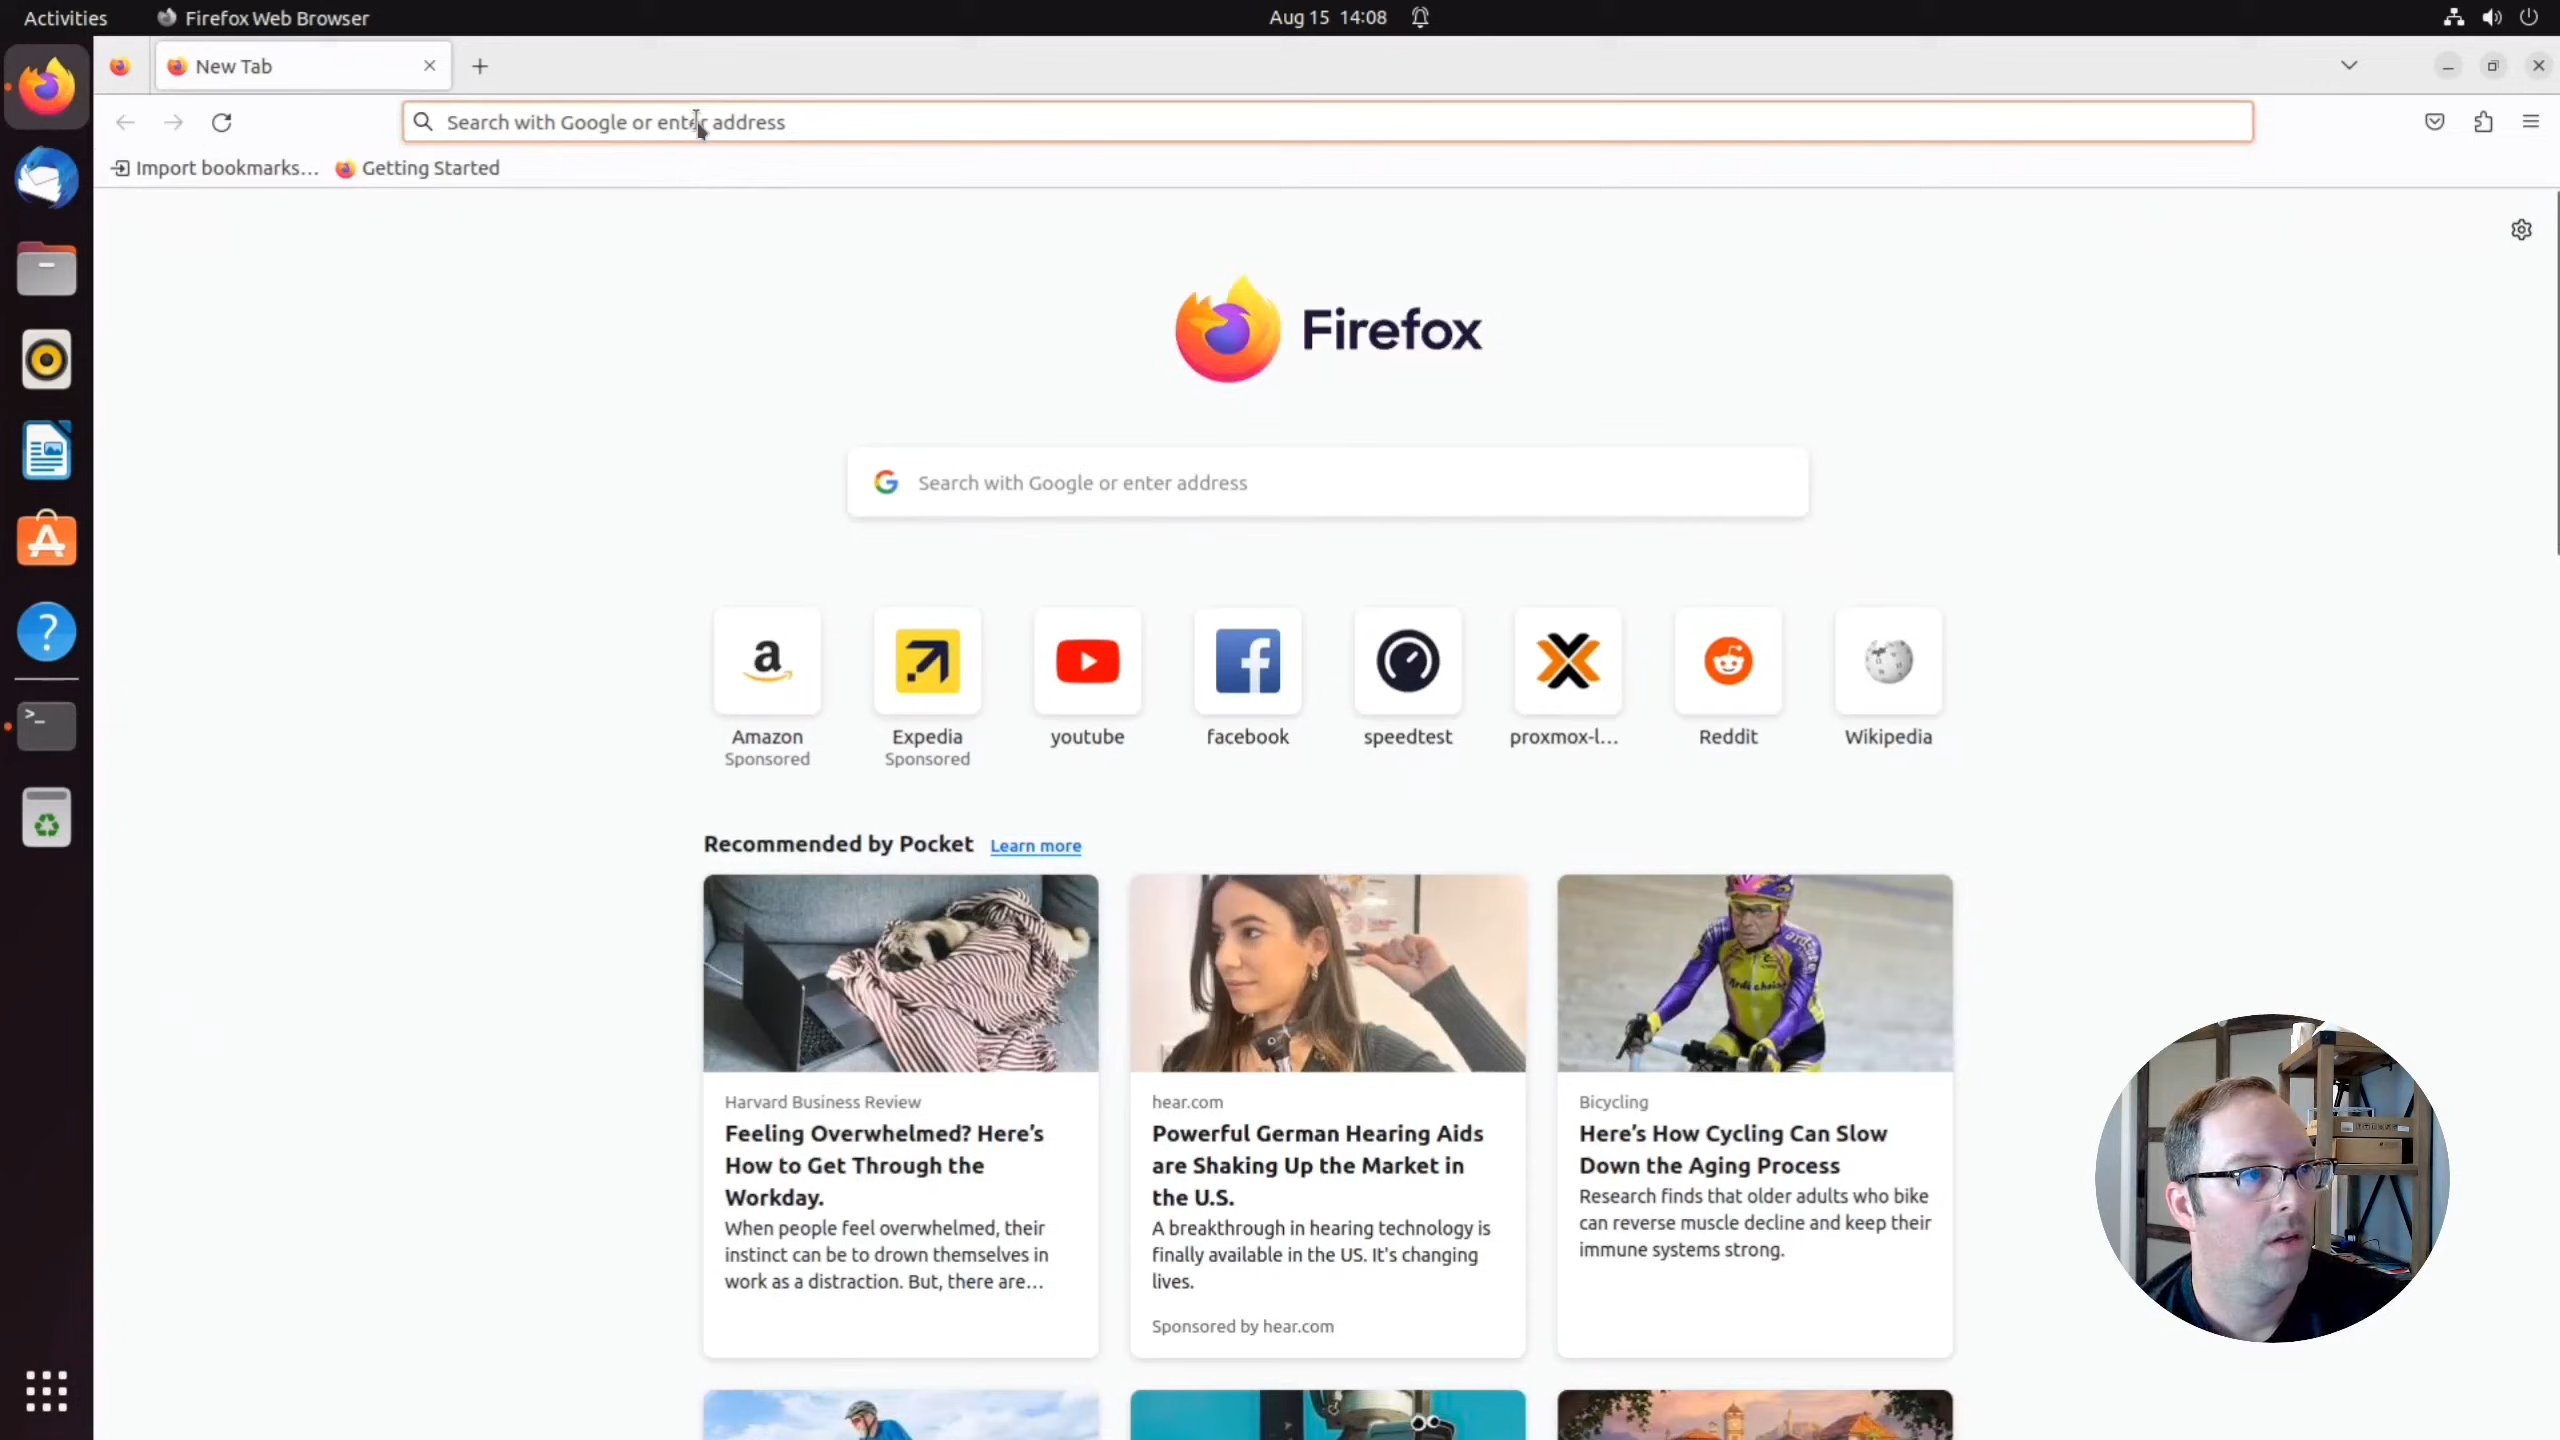 Activities
Firefox Web Browser
Aug 15 14:08
New Tab
Search with Google or enter address
Import bookmarks…
Getting Started
Firefox
Search with Google or enter address
Amazon
Sponsored
Expedia
Sponsored
youtube
facebook
speedtest
proxmox-l…
Reddit
Wikipedia
Recommended by Pocket Learn more
Harvard Business Review
Feeling Overwhelmed? Here’s
How to Get Through the
Workday.
When people feel overwhelmed, their
instinct can be to drown themselves in
work as a distraction. But, there are…
hear.com
Powerful German Hearing Aids
are Shaking Up the Market in
the U.S.
A breakthrough in hearing technology is
finally available in the US. It's changing
lives.
Sponsored by hear.com
Bicycling
Here’s How Cycling Can Slow
Down the Aging Process
Research finds that older adults who bike
can reverse muscle decline and keep their
immune systems strong.